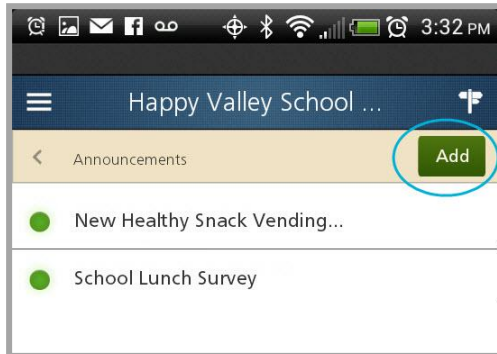 3:32 PM
Happy Valley School ...
Announcements
Add
New Healthy Snack Vending...
School Lunch Survey